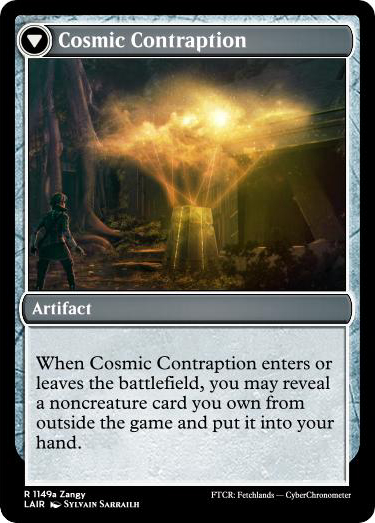 Cosmic Contraption
Artifact
When Cosmic Contraption enters or
leaves the battlefield, you may reveal
a noncreature card you own from
outside the game and put it into your
hand.
R 1149a Zangy
LAIR Sylvain Sarrailh
FTCR: Fetchlands — CyberChronometer